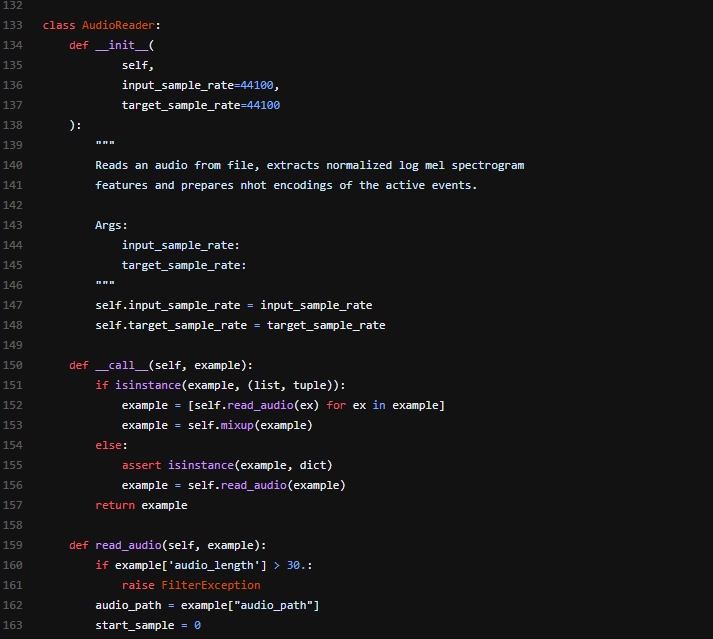 132
133 class AudioReader:
134     def __init__(
135             self,
136             input_sample_rate=44100,
137             target_sample_rate=44100
138     ):
139         """
140         Reads an audio from file, extracts normalized log mel spectrogram
141         features and prepares nhot encodings of the active events.
142
143         Args:
144             input_sample_rate:
145             target_sample_rate:
146         """
147         self.input_sample_rate = input_sample_rate
148         self.target_sample_rate = target_sample_rate
149
150     def __call__(self, example):
151         if isinstance(example, (list, tuple)):
152             example = [self.read_audio(ex) for ex in example]
153             example = self.mixup(example)
154         else:
155             assert isinstance(example, dict)
156             example = self.read_audio(example)
157         return example
158
159     def read_audio(self, example):
160         if example['audio_length'] > 30.:
161             raise FilterException
162         audio_path = example["audio_path"]
163         start_sample = 0